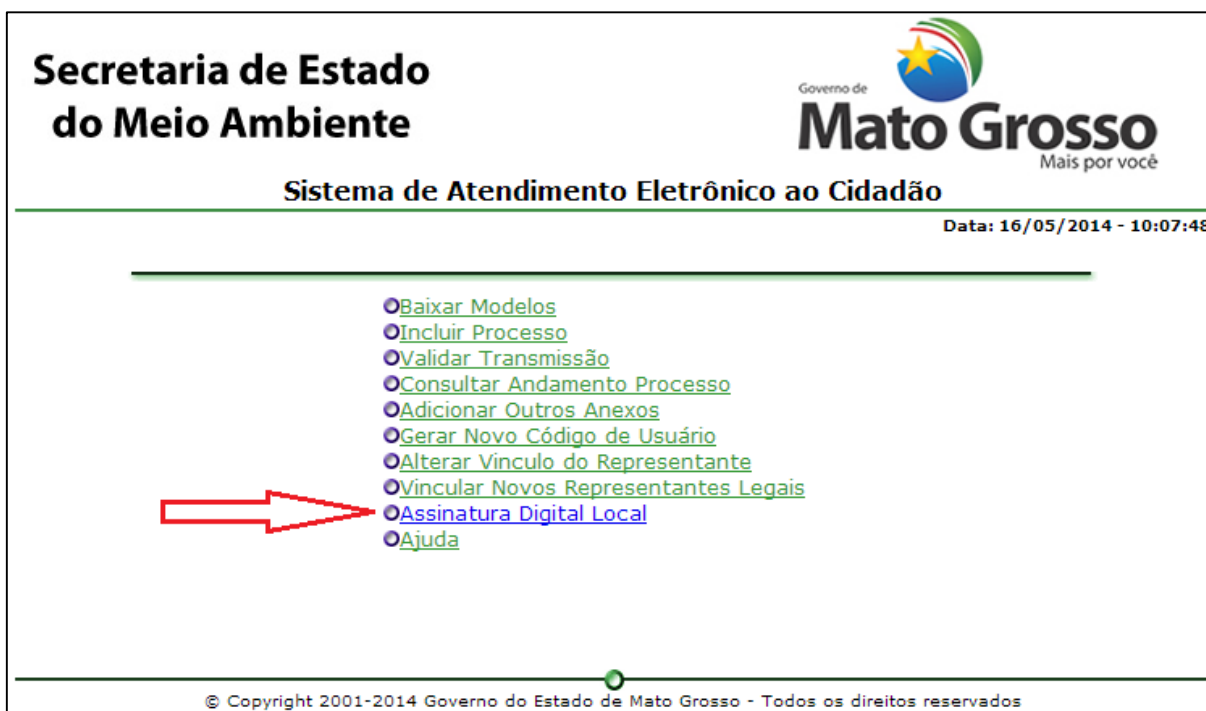 Secretaria de Estado
do Meio Ambiente
Governo de
Mato Grosso
Mais por você
Sistema de Atendimento Eletrônico ao Cidadão
Data: 16/05/2014 - 10:07:48
Baixar Modelos
Incluir Processo
Validar Transmissão
Consultar Andamento Processo
Adicionar Outros Anexos
Gerar Novo Código de Usuário
Alterar Vinculo do Representante
Vincular Novos Representantes Legais
Assinatura Digital Local
Ajuda
© Copyright 2001-2014 Governo do Estado de Mato Grosso - Todos os direitos reservados